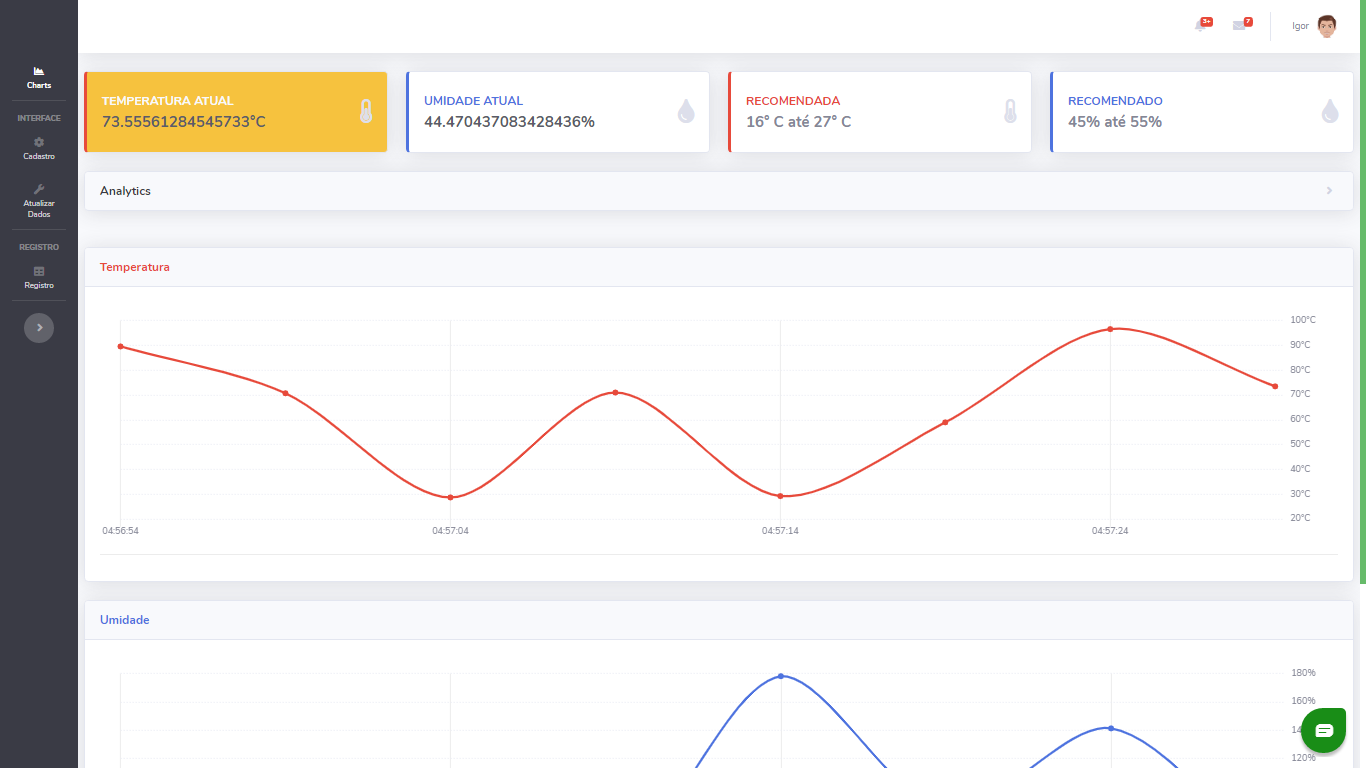 3+
7
Igor
Charts
INTERFACE
Cadastro
Atualizar
Dados
REGISTRO
Registro
TEMPERATURA ATUAL
73.55561284545733°C
UMIDADE ATUAL
44.470437083428436%
RECOMENDADA
16° C até 27° C
RECOMENDADO
45% até 55%
Analytics
Temperatura
100°C
90°C
80°C
70°C
60°C
50°C
40°C
30°C
20°C
04:56:54
04:57:04
04:57:14
04:57:24
Umidade
180%
160%
120%